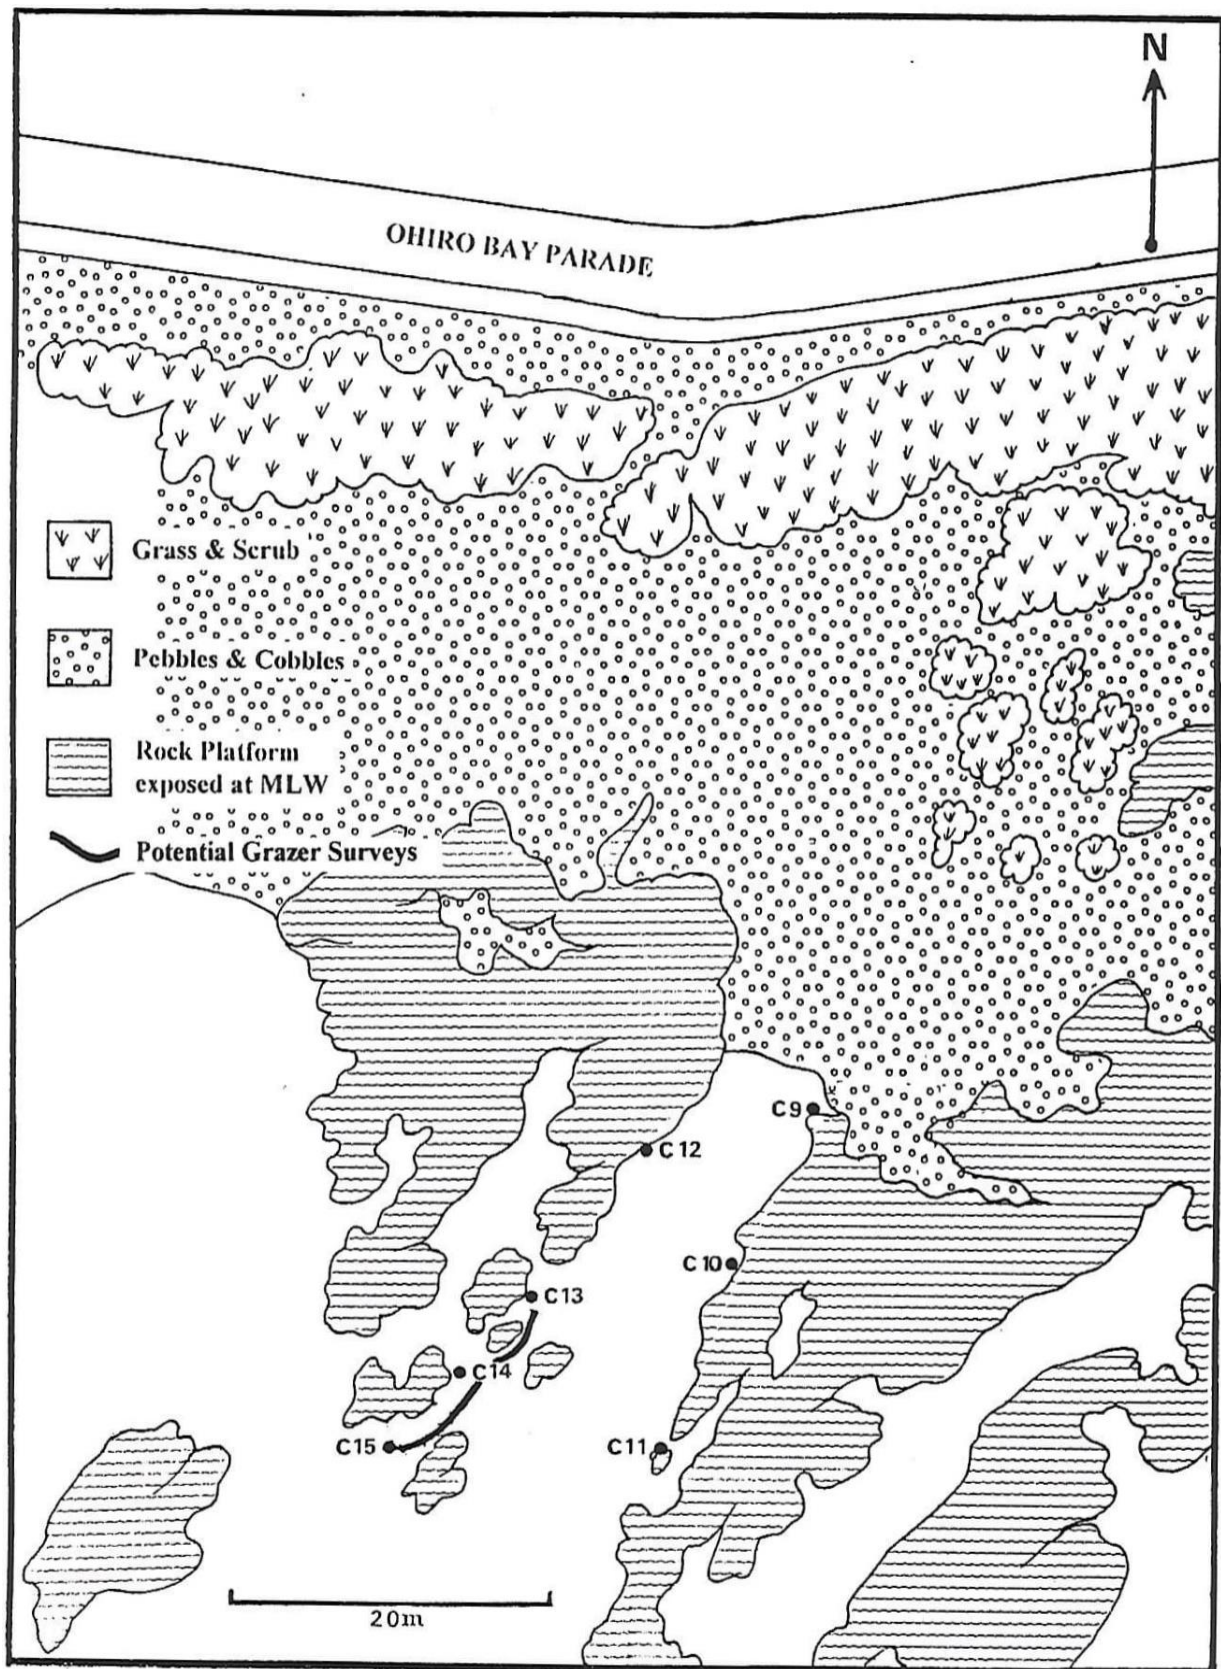 N
OHIRO BAY PARADE
Grass & Scrub
Pebbles & Cobbles
Rock Platform
exposed at MLW
Potential Grazer Surveys
C9
C12
C10
C13
C14
C15
C11
20m